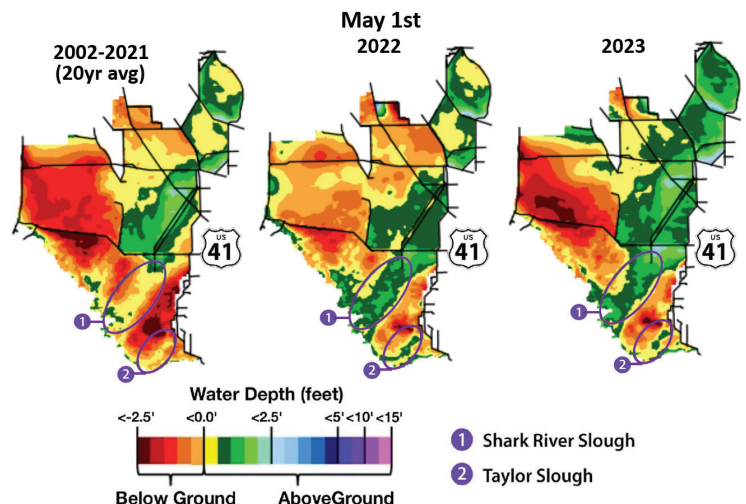 May 1st
2002-2021
(20yr avg)
2022
2023
US
41
US
41
US
41
1
2
1
2
1
2
Water Depth (feet)
<-2.5' <0.0' <2.5' <5' <10' <15'
Below Ground AboveGround
1 Shark River Slough
2 Taylor Slough